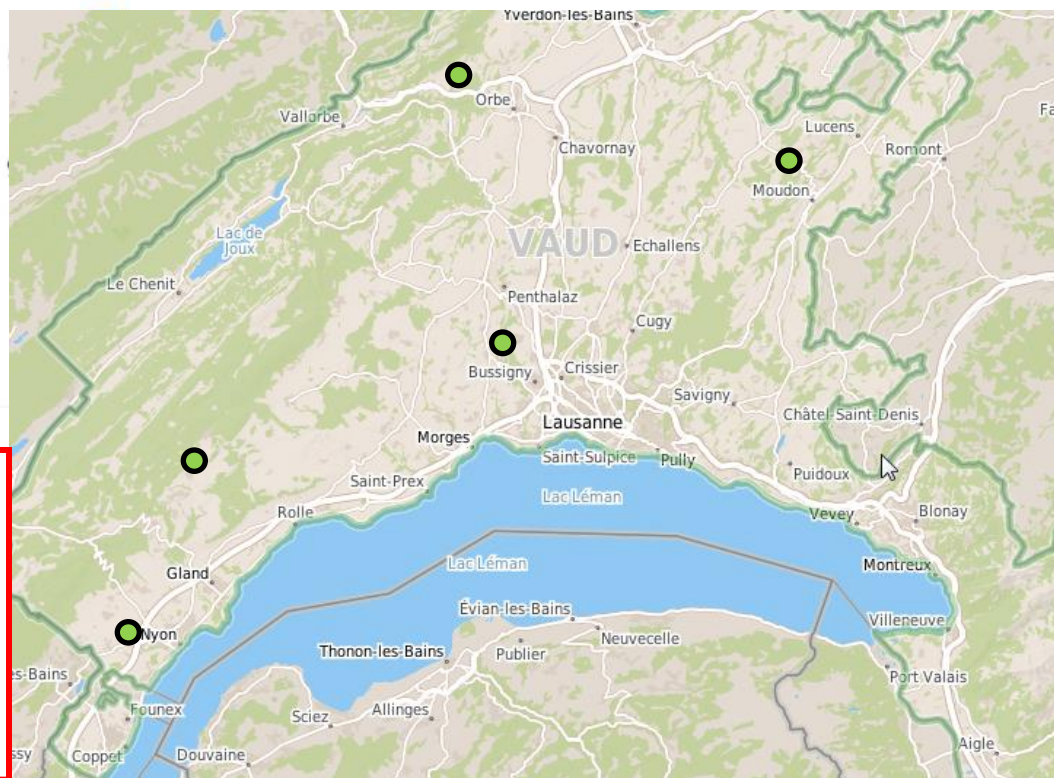 Yverdon-les-Bains
Orbe
Vallorbe
Chavornay
Lucens
Romont
Moudon
VAUD
Echallens
Lac de
Joux
Le Chenit
Penthalaz
Cugy
Bussigny
Crissier
Savigny
Châtel-Saint-Denis
Lausanne
Morges
Saint-Sulpice
Pully
Puidoux
Saint-Prex
Lac Léman
Rolle
Vevey
Blonay
Lac Léman
Gland
Montreux
Évian-les-Bains
Villeneuve
Nyon
Neuvecelle
Thonon-les-Bains
Publier
es-Bains
Port Valais
Founex
Sciez
Allinges
Coppet
Douvaine
Aigle